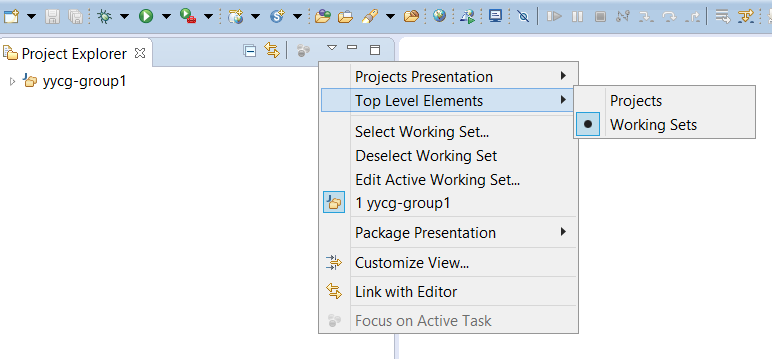 Project Explorer
yycg-group1
Projects Presentation
Top Level Elements
Projects
Working Sets
Select Working Set...
Deselect Working Set
Edit Active Working Set...
1 yycg-group1
Package Presentation
Customize View...
Link with Editor
Focus on Active Task